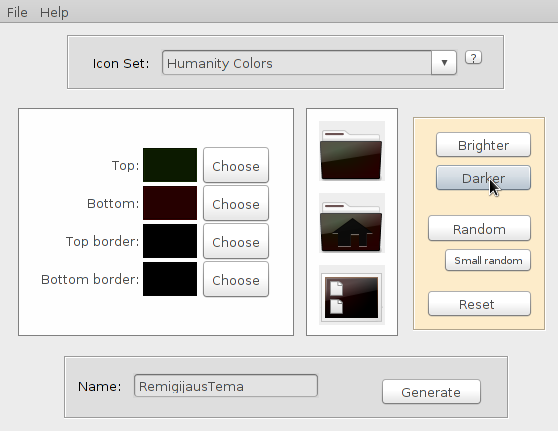 File Help
Icon Set: Humanity Colors ?
Top: Choose
Bottom: Choose
Top border: Choose
Bottom border: Choose
Brighter
Darker
Random
Small random
Reset
Name: RemigijausTema
Generate